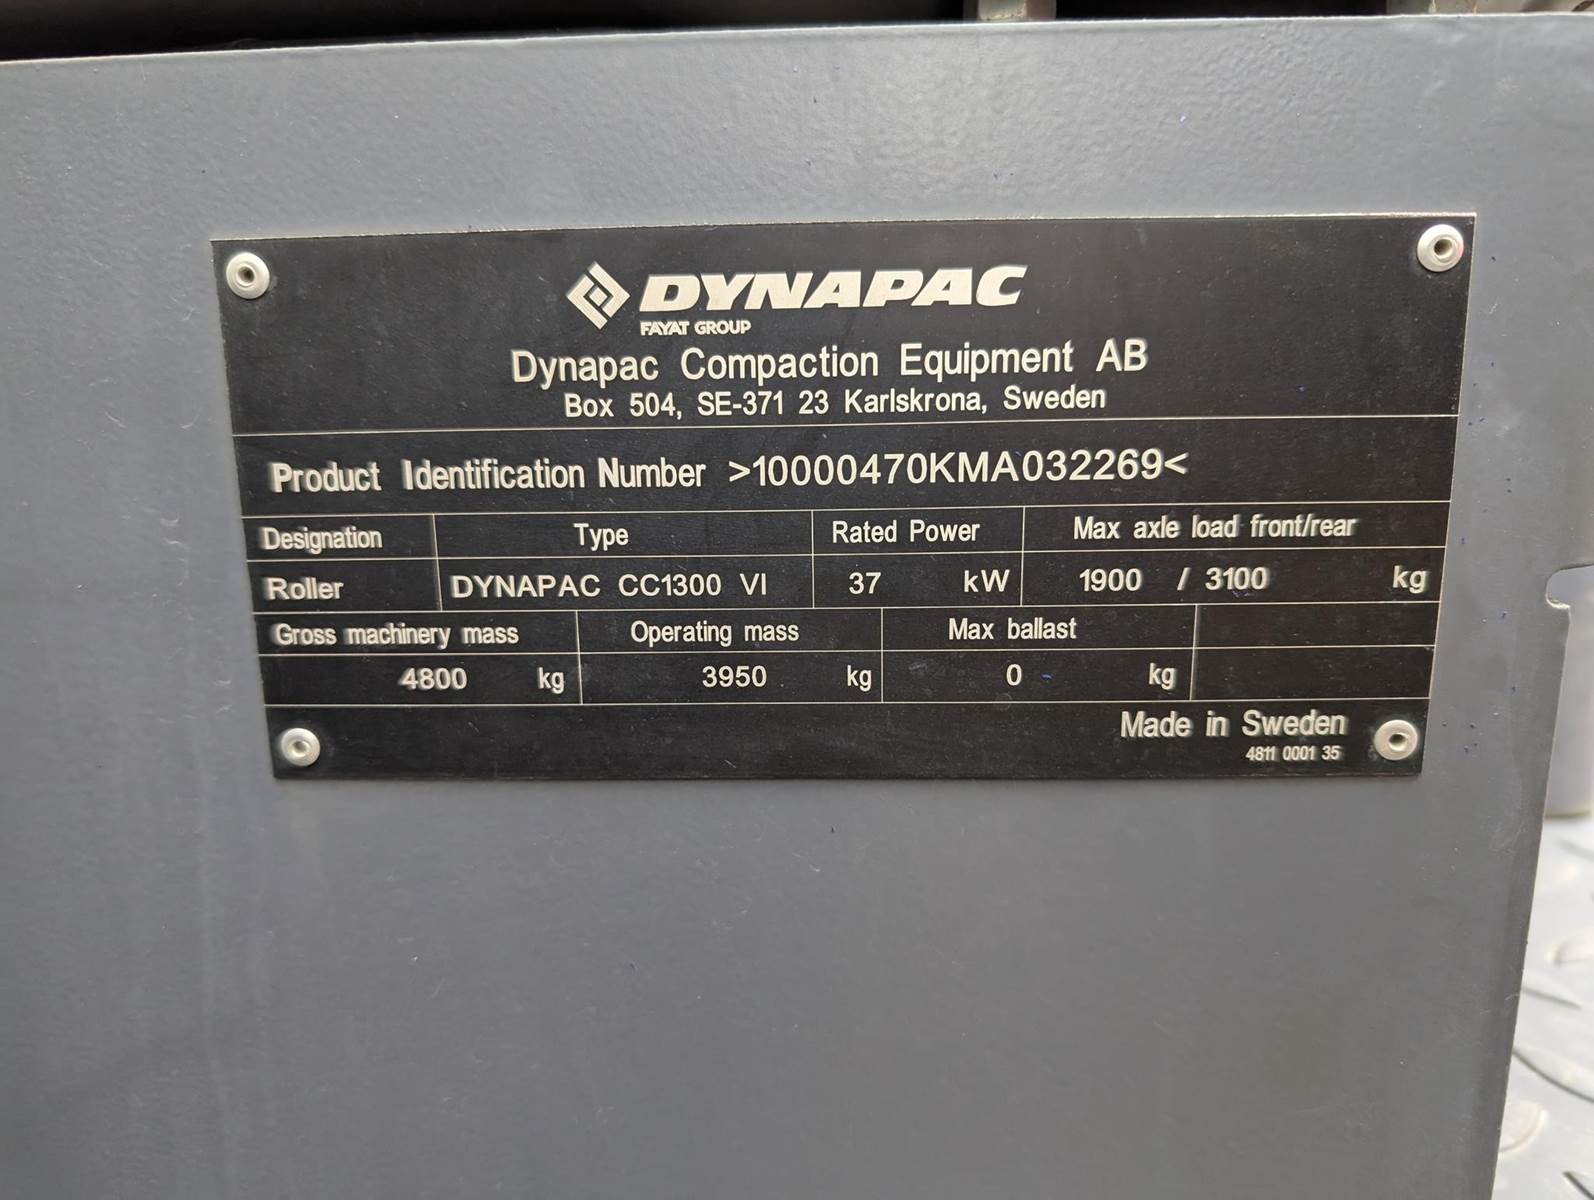 DYNAPAC
FAYAT GROUP
Dynapac Compaction Equipment AB
Box 504, SE-371 23 Karlskrona, Sweden
Product Identification Number >10000470KMA032269<
Designation Type Rated Power Max axle load front/rear
Roller DYNAPAC CC1300 VI 37 kW 1900 / 3100 kg
Gross machinery mass Operating mass Max ballast
4800 kg 3950 kg 0 kg
Made in Sweden
4811 0001 35